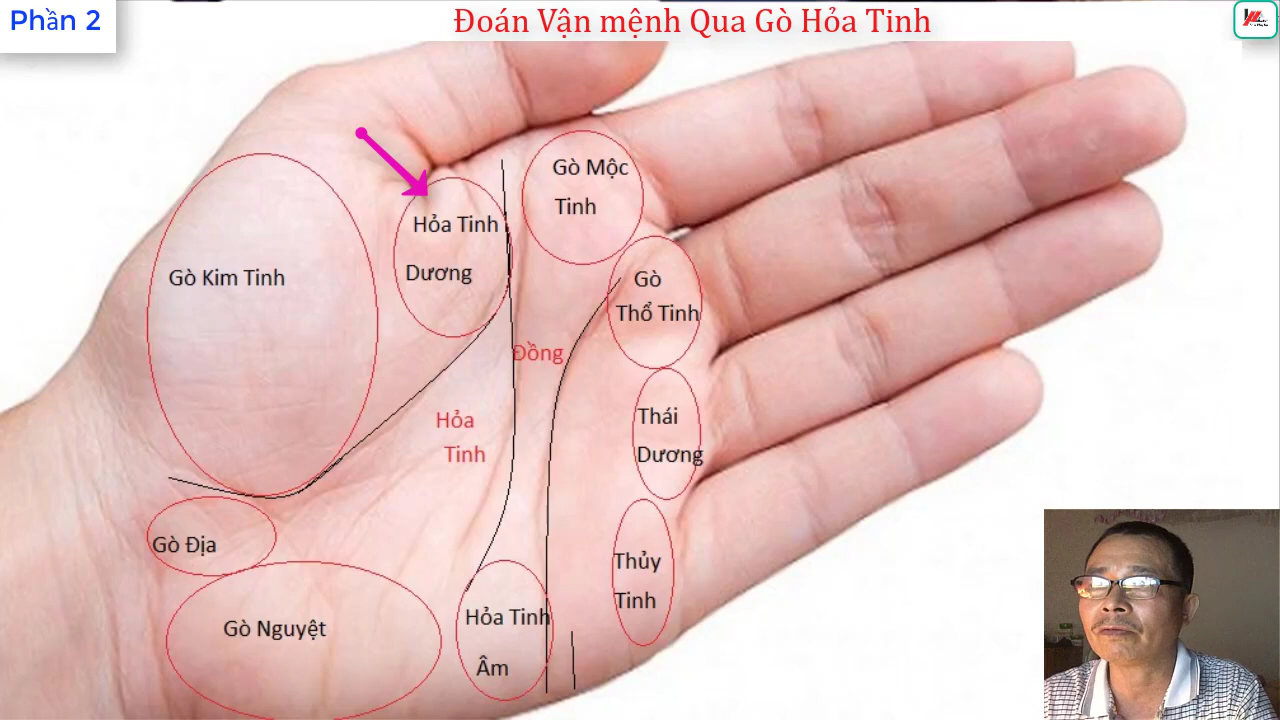 Phần 2
Đoán Vận mệnh Qua Gò Hỏa Tinh
Gò Mộc
Tinh
Hỏa Tinh
Dương
Gò Kim Tinh
Gò
Thổ Tinh
Đồng
Hỏa
Tinh
Thái
Dương
Gò Địa
Thủy
Tinh
Gò Nguyệt
Hỏa Tinh
Âm